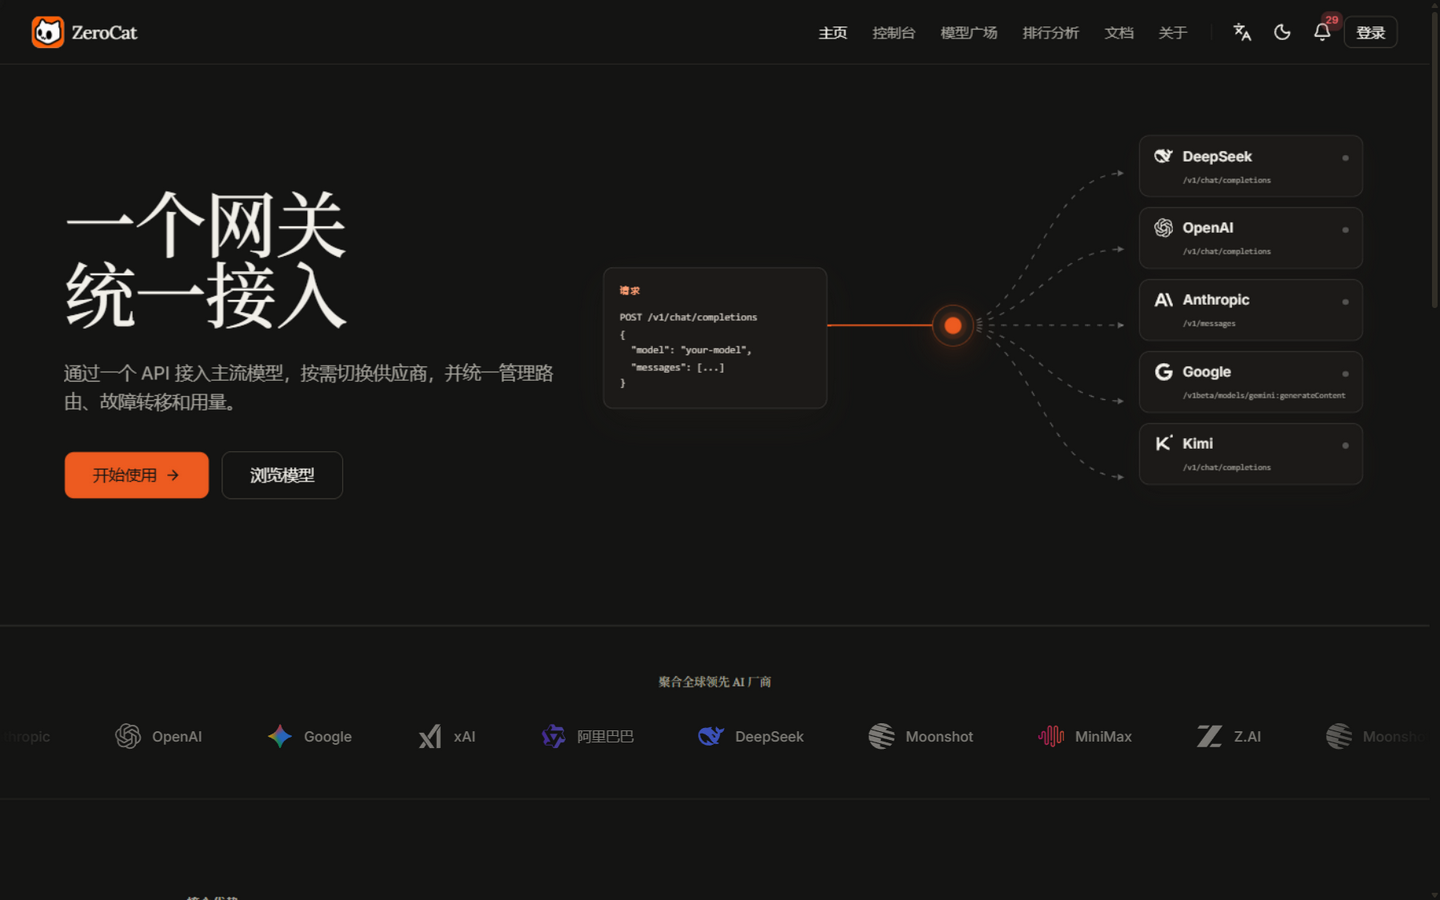 ZeroCat
主页
控制台
模型广场
排行分析
文档
关于
29
登录
一个网关
统一接入
通过一个 API 接入主流模型，按需切换供应商，并统一管理路
由、故障转移和用量。
开始使用 →
浏览模型
请求
POST /v1/chat/completions
{
"model": "your-model",
"messages": [...]
}
DeepSeek
/v1/chat/completions
OpenAI
/v1/chat/completions
Anthropic
/v1/messages
Google
/v1beta/models/gemini:generateContent
Kimi
/v1/chat/completions
聚合全球领先 AI 厂商
hropic
OpenAI
Google
xAI
阿里巴巴
DeepSeek
Moonshot
MiniMax
Z.AI
Moonsh